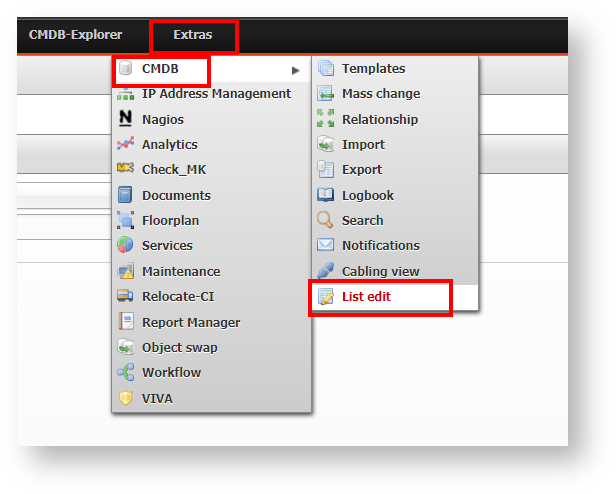 CMDB-Explorer Extras
CMDB
IP Address Management
Nagios
Analytics
Check_MK
Documents
Floorplan
Services
Maintenance
Relocate-CI
Report Manager
Object swap
Workflow
VIVA
Templates
Mass change
Relationship
Import
Export
Logbook
Search
Notifications
Cabling view
List edit